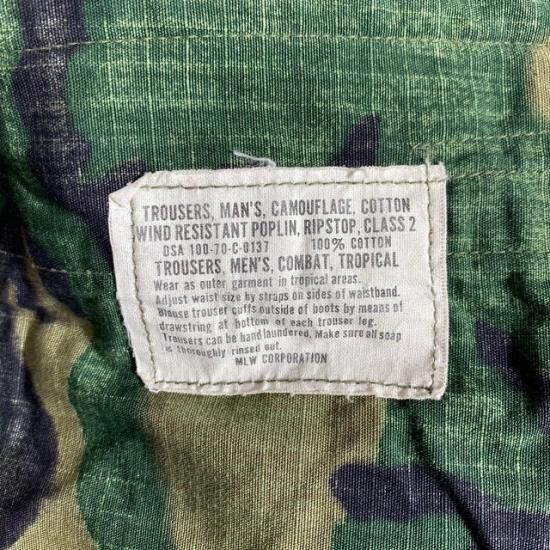 TROUSERS, MAN'S, CAMOUFLAGE, COTTON
WIND RESISTANT POPLIN, RIPSTOP, CLASS 2
DSA 100-70-C-0137 100% COTTON
TROUSERS, MEN'S, COMBAT, TROPICAL
Wear as outer garment in tropical areas.
Adjust waist size by straps on sides of waistband.
Blouse trouser cuffs outside of boots by means of
drawstring at bottom of each trouser leg.
Trousers can be hand laundered. Make sure all soap
is thoroughly rinsed out.
MLW CORPORATION